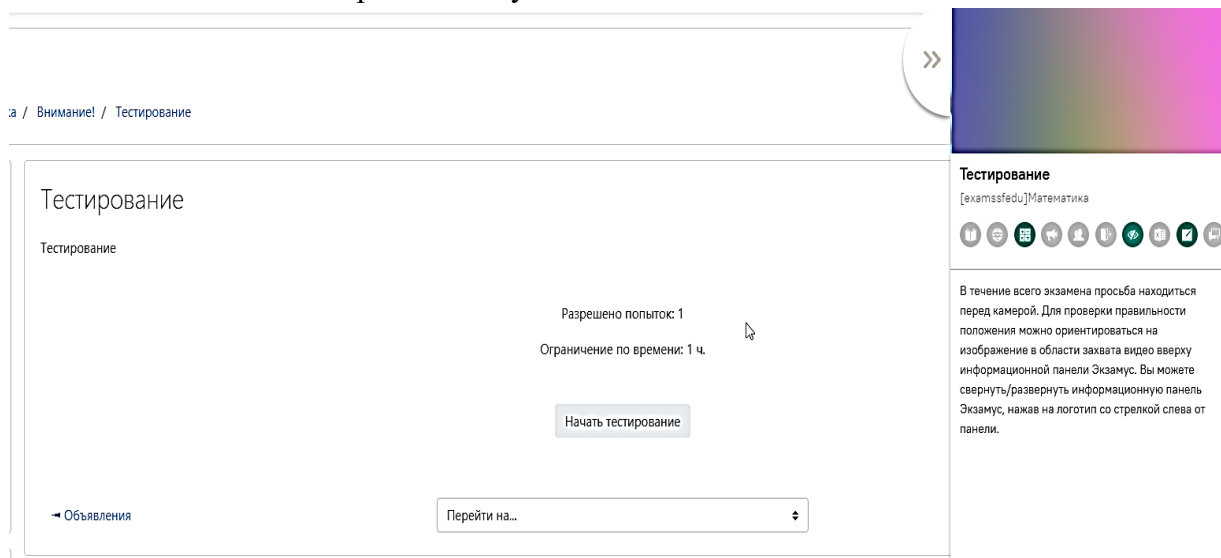 ка / Внимание! / Тестирование
Тестирование
Тестирование
Разрешено попыток: 1
Ограничение по времени: 1 ч.
Начать тестирование
◄ Объявления
Перейти на...
Тестирование
[examssfedu]Математика
В течение всего экзамена просьба находиться
перед камерой. Для проверки правильности
положения можно ориентироваться на
изображение в области захвата видео вверху
информационной панели Экзамус. Вы можете
свернуть/развернуть информационную панель
Экзамус, нажав на логотип со стрелкой слева от
панели.